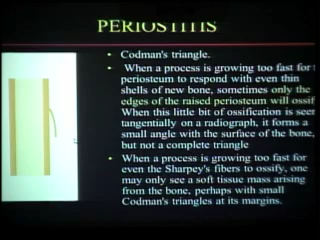 PERIOSTITIS
• Codman's triangle.
• When a process is growing too fast for t
periosteum to respond with even thin
shells of new bone, sometimes only the
edges of the raised periosteum will ossif
When this little bit of ossification is seen
tangentially on a radiograph, it forms a
small angle with the surface of the bone,
but not a complete triangle
• When a process is growing too fast for
even the Sharpey's fibers to ossify, one
may only see a soft tissue mass arising
from the bone, perhaps with small
Codman's triangles at its margins.